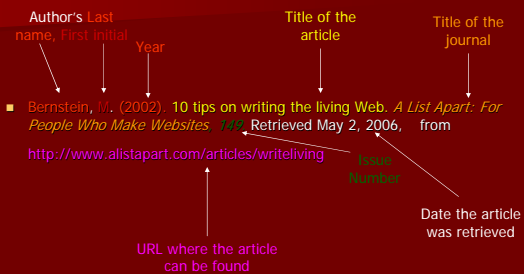 Author's Last
name, First initial
Year
Title of the
article
Title of the
journal
Bernstein, M. (2002). 10 tips on writing the living Web. A List Apart: For
People Who Make Websites, 149. Retrieved May 2, 2006, from
http://www.alistapart.com/articles/writeliving
Issue
Number
Date the article
was retrieved
URL where the article
can be found